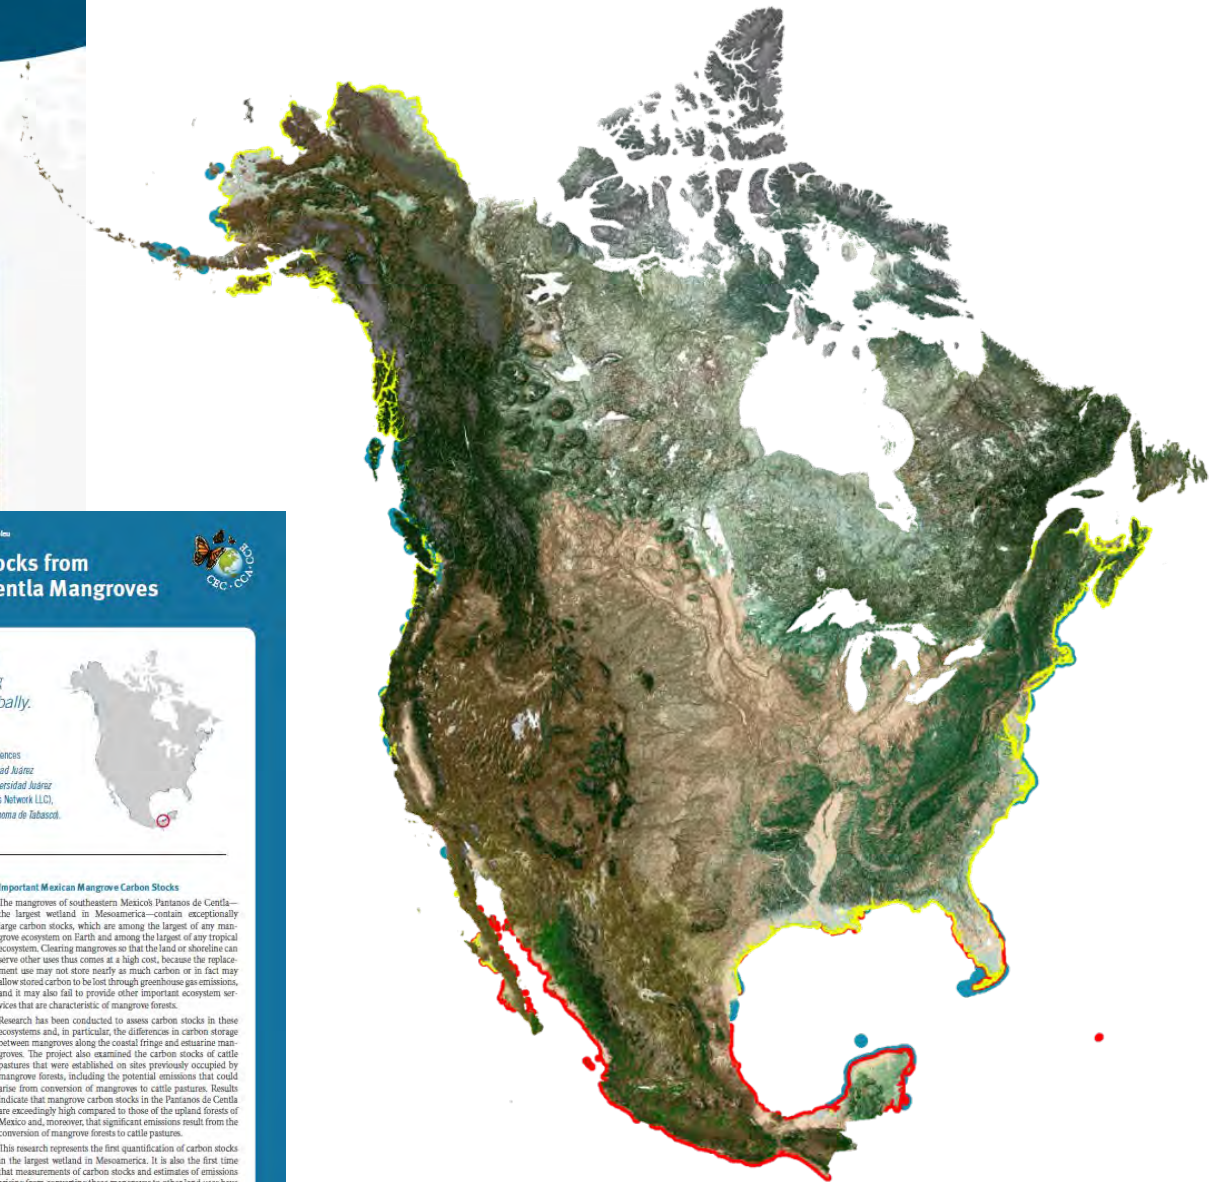 ocks from
entla Mangroves
CEC · CCA · CCE
bally.
ences
ad Juárez
ersidad Juárez
s Network LLC),
noma de Tabasco).
Important Mexican Mangrove Carbon Stocks
The mangroves of southeastern Mexico's Pantanos de Centla—
the largest wetland in Mesoamerica—contain exceptionally
large carbon stocks, which are among the largest of any man-
grove ecosystem on Earth and among the largest of any tropical
ecosystem. Clearing mangroves so that the land or shoreline can
serve other uses thus comes at a high cost, because the replace-
ment use may not store nearly as much carbon or in fact may
allow stored carbon to be lost through greenhouse gas emissions,
and it may also fail to provide other important ecosystem ser-
vices that are characteristic of mangrove forests.
Research has been conducted to assess carbon stocks in these
ecosystems and, in particular, the differences in carbon storage
between mangroves along the coastal fringe and estuarine man-
groves. The project also examined the carbon stocks of cattle
pastures that were established on sites previously occupied by
mangrove forests, including the potential emissions that could
arise from conversion of mangroves to cattle pastures. Results
indicate that mangrove carbon stocks in the Pantanos de Centla
are exceedingly high compared to those of the upland forests of
Mexico and, moreover, that significant emissions result from the
conversion of mangrove forests to cattle pastures.
This research represents the first quantification of carbon stocks
in the largest wetland in Mesoamerica. It is also the first time
that measurements of carbon stocks and estimates of emissions